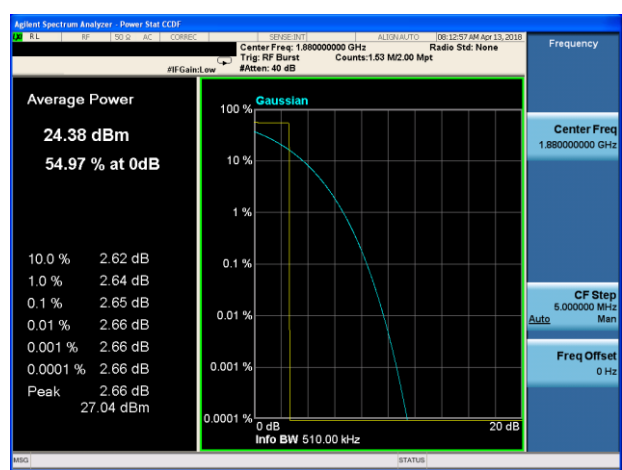 Agilent Spectrum Analyzer - Power Stat CCDF
RL RF 50 Ω AC CORREC SENSE:INT ALIGNAUTO 08:12:57 AM Apr 13, 2018
Center Freq: 1.880000000 GHz Radio Std: None
Trig: RF Burst Counts:1.53 M/2.00 Mpt
#IFGain:Low #Atten: 40 dB
Frequency
Center Freq
1.880000000 GHz
CF Step
5.000000 MHz
Auto Man
Freq Offset
0 Hz
Average Power
24.38 dBm
54.97 % at 0dB
10.0 % 2.62 dB
1.0 % 2.64 dB
0.1 % 2.65 dB
0.01 % 2.66 dB
0.001 % 2.66 dB
0.0001 % 2.66 dB
Peak 2.66 dB
27.04 dBm
Gaussian
100 %
10 %
1 %
0.1 %
0.01 %
0.001 %
0.0001 %
0 dB 20 dB
Info BW 510.00 kHz
MSG STATUS